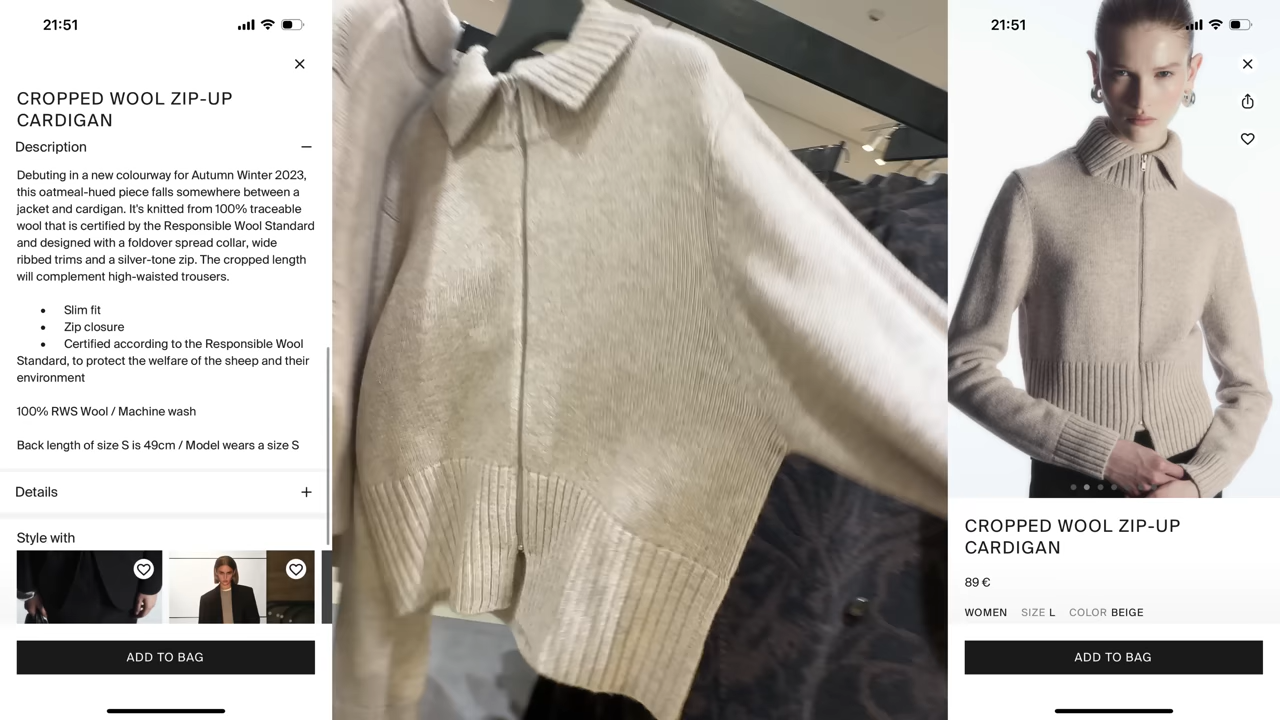 21:51
CROPPED WOOL ZIP-UP
CARDIGAN
Description
Debuting in a new colourway for Autumn Winter 2023,
this oatmeal-hued piece falls somewhere between a
jacket and cardigan. It's knitted from 100% traceable
wool that is certified by the Responsible Wool Standard
and designed with a foldover spread collar, wide
ribbed trims and a silver-tone zip. The cropped length
will complement high-waisted trousers.
• Slim fit
• Zip closure
• Certified according to the Responsible Wool
Standard, to protect the welfare of the sheep and their
environment
100% RWS Wool / Machine wash
Back length of size S is 49cm / Model wears a size S
Details
Style with
ADD TO BAG
21:51
CROPPED WOOL ZIP-UP
CARDIGAN
89 €
WOMEN SIZE L COLOR BEIGE
ADD TO BAG